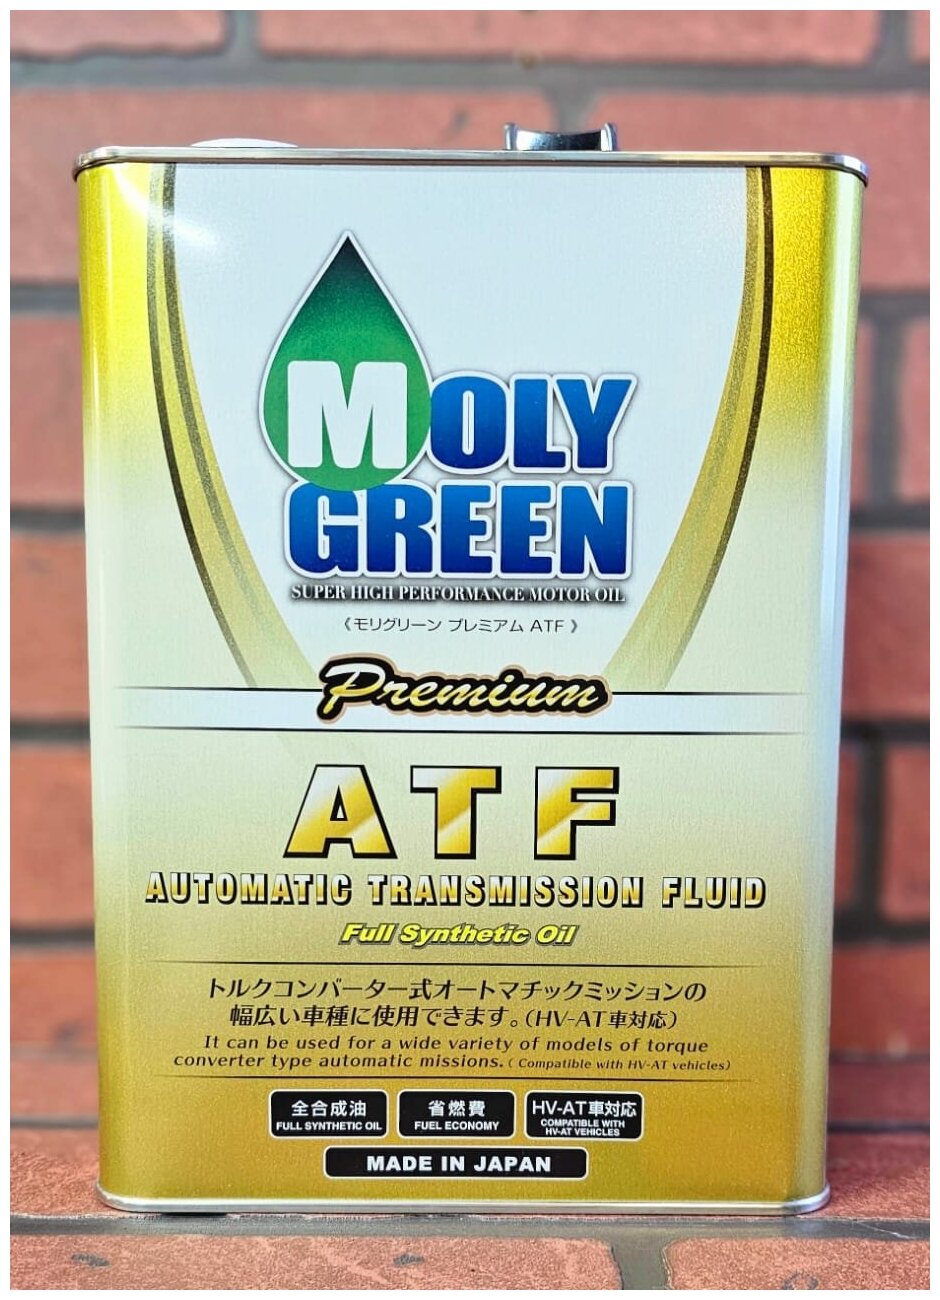 MOLY
GREEN
SUPER HIGH PERFORMANCE MOTOR OIL
《モリグリーン プレミアム ATF》
Premium
ATF
AUTOMATIC TRANSMISSION FLUID
Full Synthetic Oil
トルクコンバーター式オートマチックミッションの
幅広い車種に使用できます。(HV-AT車対応)
It can be used for a wide variety of models of torque
converter type automatic missions. ( Compatible with HV-AT vehicles)
全合成油 省燃費 HV-AT車対応
FULL SYNTHETIC OIL FUEL ECONOMY COMPATIBLE WITH
HV-AT VEHICLES
MADE IN JAPAN